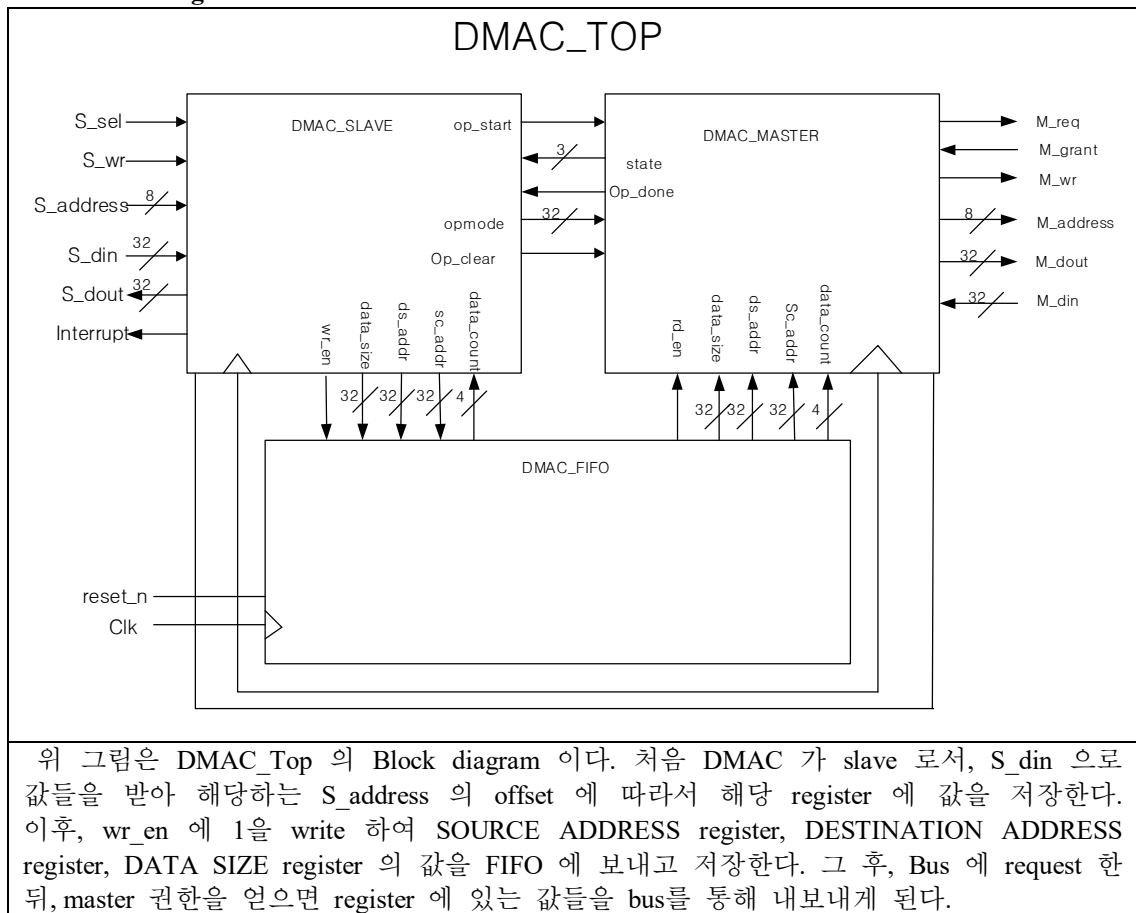 DMAC_TOP
S_sel
S_wr
S_address
8
S_din
32
S_dout
32
Interrupt
DMAC_SLAVE
op_start
3
state
Op_done
opmode
32
Op_clear
wr_en
data_size
ds_addr
sc_addr
data_count
32
32
32
4
DMAC_MASTER
rd_en
data_size
ds_addr
Sc_addr
data_count
32
32
32
4
M_req
M_grant
M_wr
8
M_address
32
M_dout
32
M_din
DMAC_FIFO
reset_n
Clk
위 그림은 DMAC_Top 의 Block diagram 이다. 처음 DMAC 가 slave 로서, S_din 으로
값들을 받아 해당하는 S_address 의 offset 에 따라서 해당 register 에 값을 저장한다.
이후, wr_en 에 1을 write 하여 SOURCE ADDRESS register, DESTINATION ADDRESS
register, DATA SIZE register 의 값을 FIFO 에 보내고 저장한다. 그 후, Bus 에 request 한
뒤, master 권한을 얻으면 register 에 있는 값들을 bus를 통해 내보내게 된다.